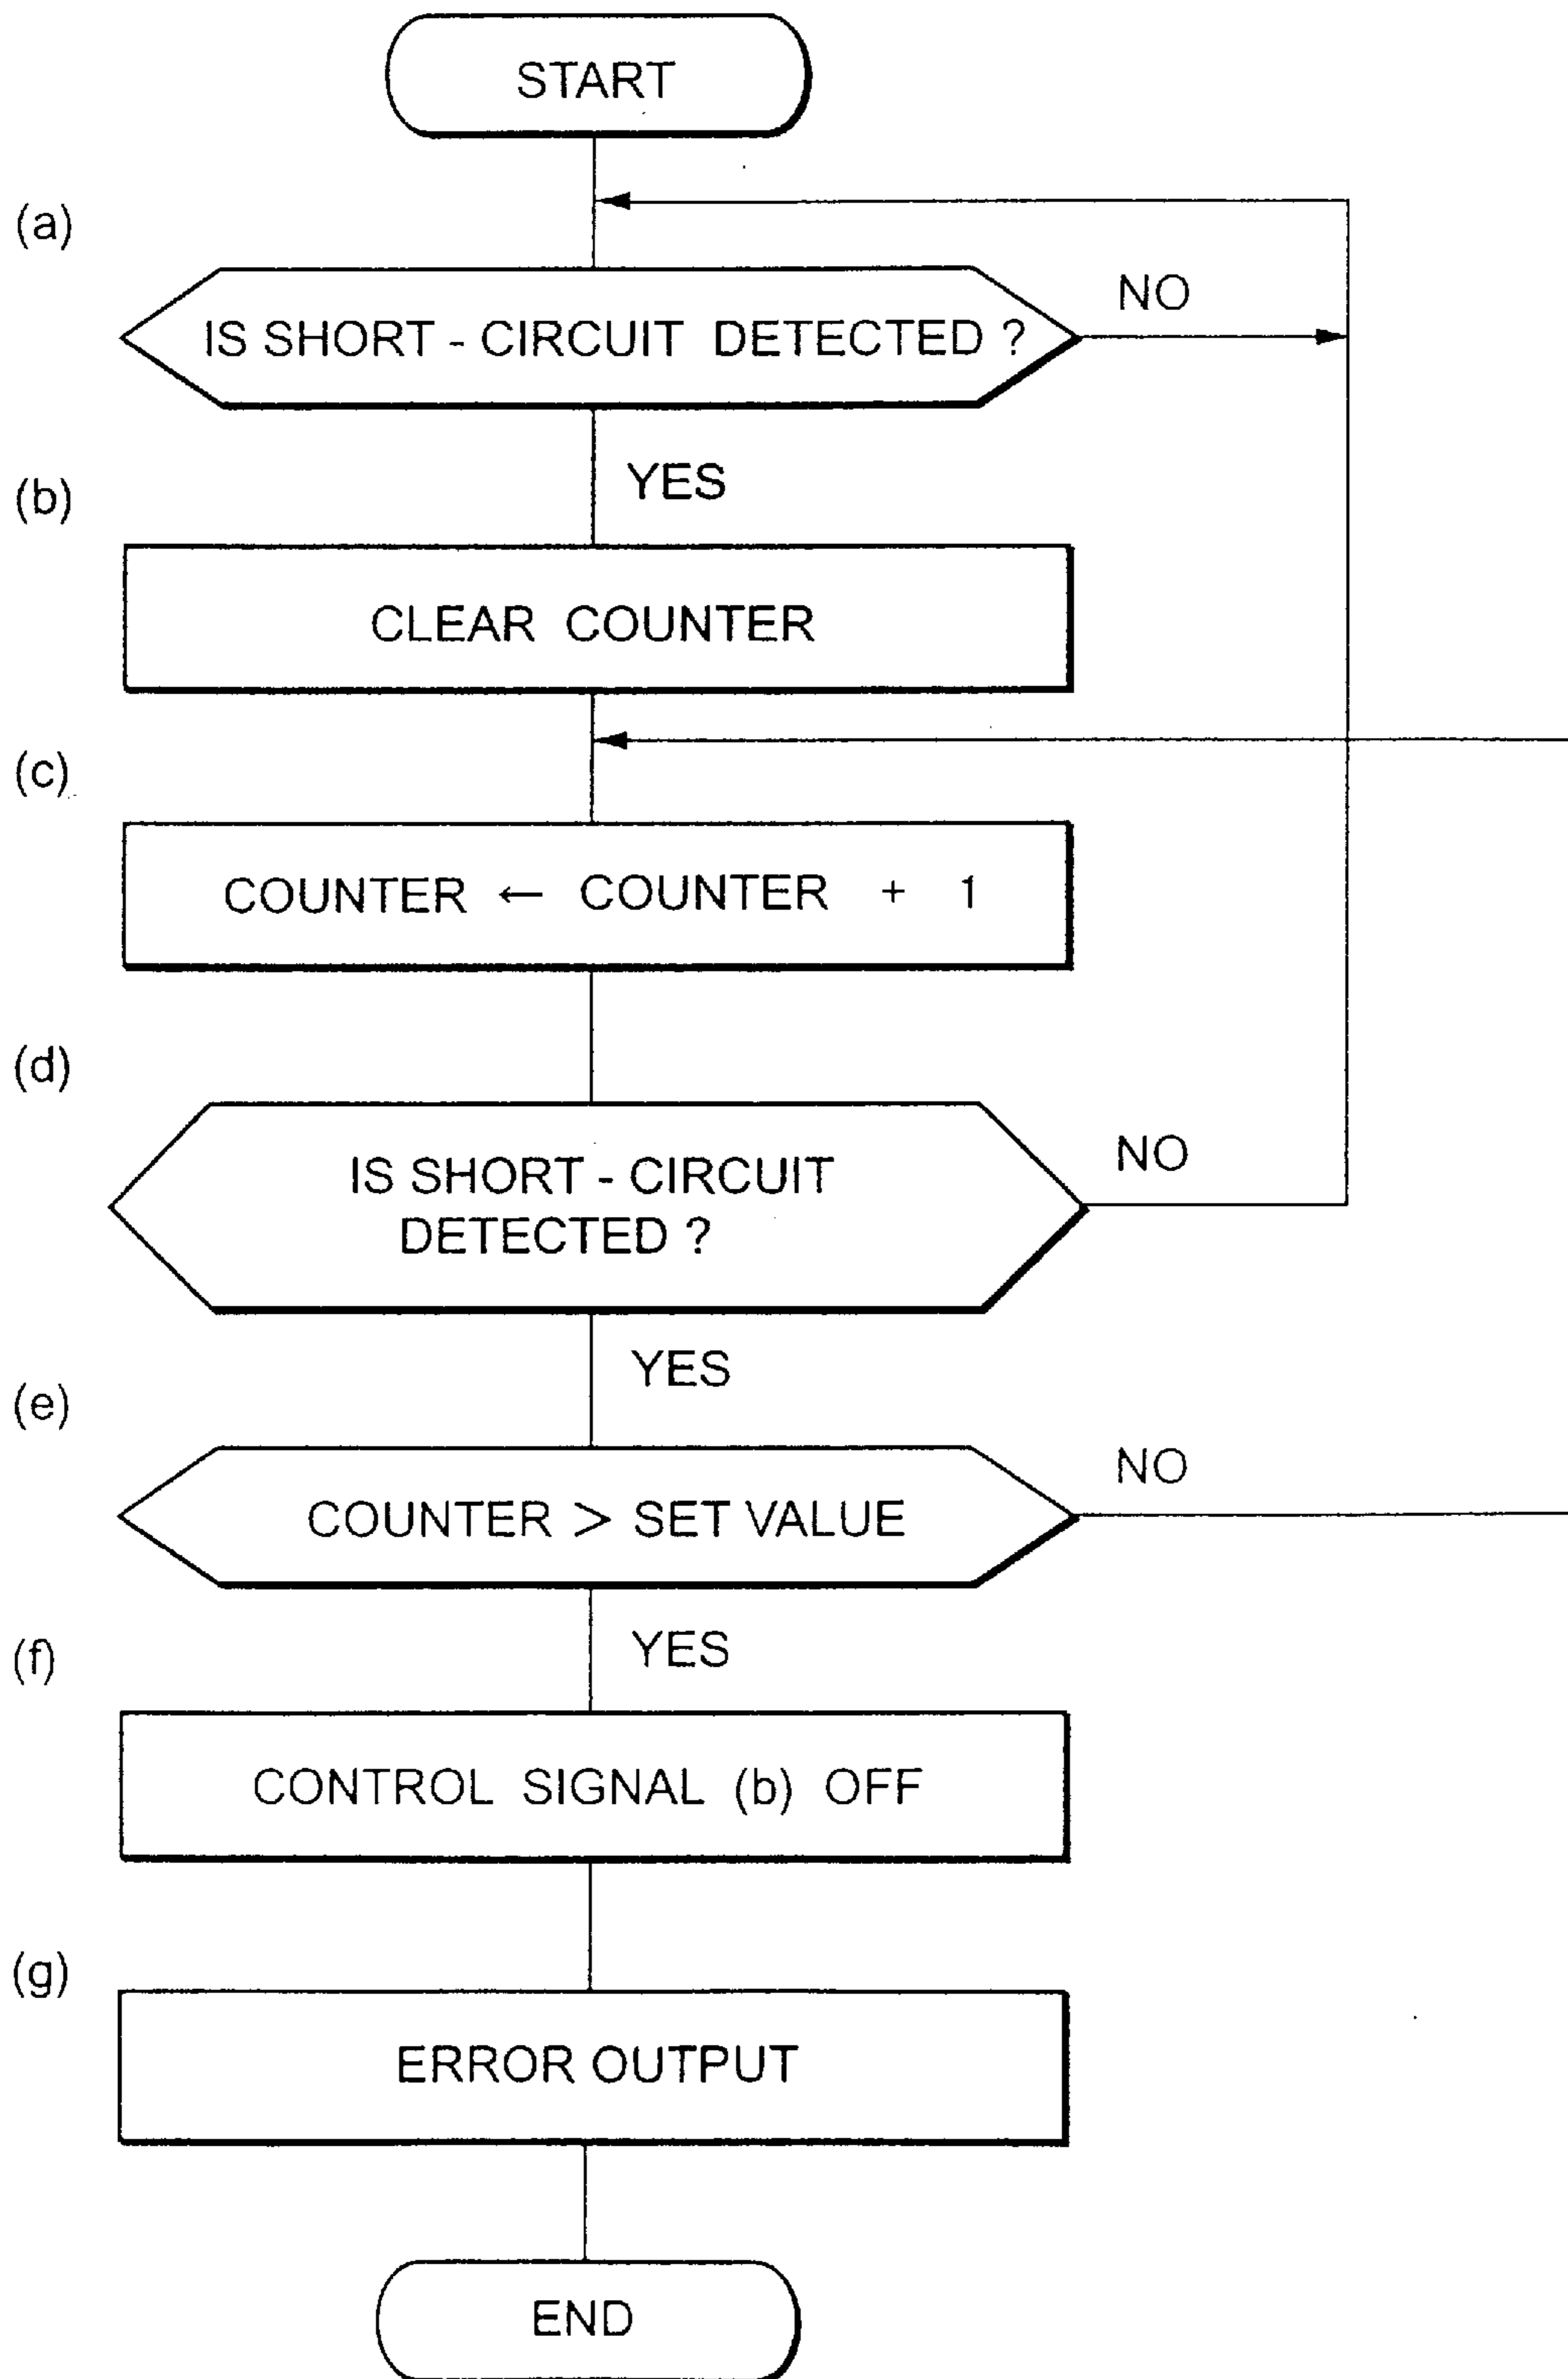 START
(a)
IS SHORT - CIRCUIT DETECTED ?
NO
YES
(b)
CLEAR COUNTER
(c)
COUNTER ← COUNTER + 1
(d)
IS SHORT - CIRCUIT
DETECTED ?
NO
YES
(e)
COUNTER > SET VALUE
NO
YES
(f)
CONTROL SIGNAL (b) OFF
(g)
ERROR OUTPUT
END